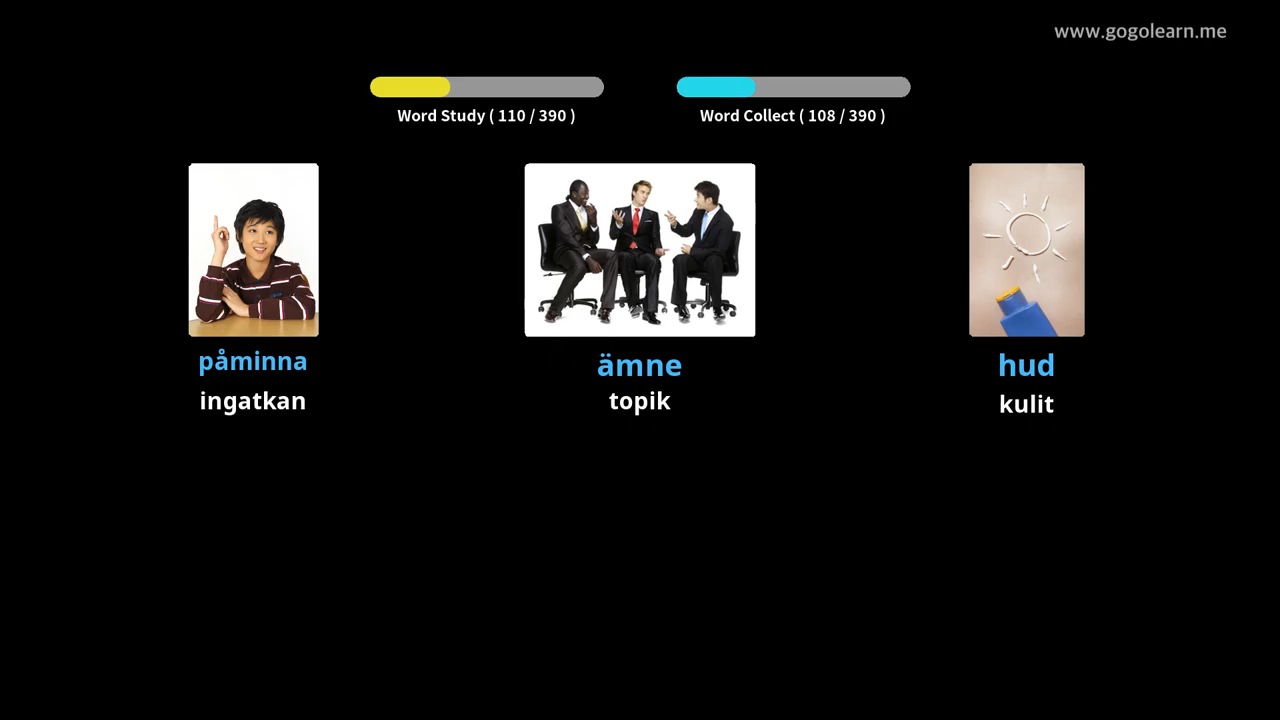 www.gogolearn.me
Word Study ( 110 / 390 )
Word Collect ( 108 / 390 )
påminna
ingatkan
ämne
topik
hud
kulit